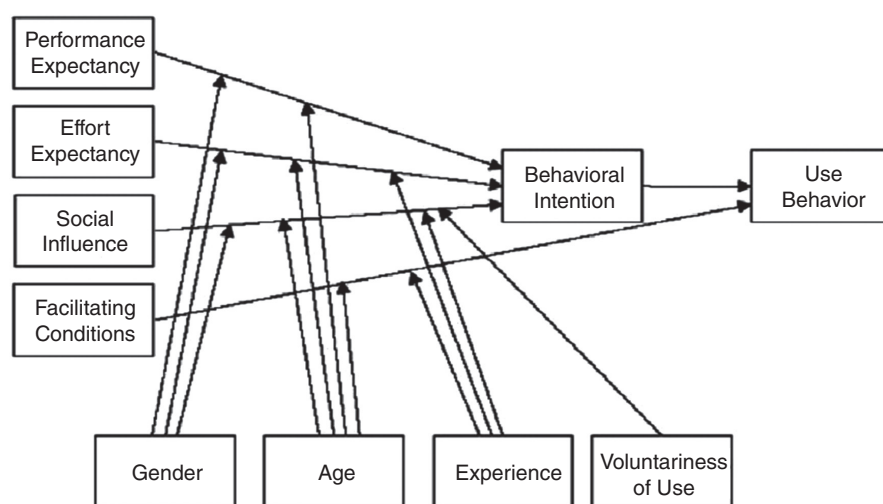 Performance
Expectancy
Effort
Expectancy
Social
Influence
Facilitating
Conditions
Behavioral
Intention
Use
Behavior
Gender
Age
Experience
Voluntariness
of Use